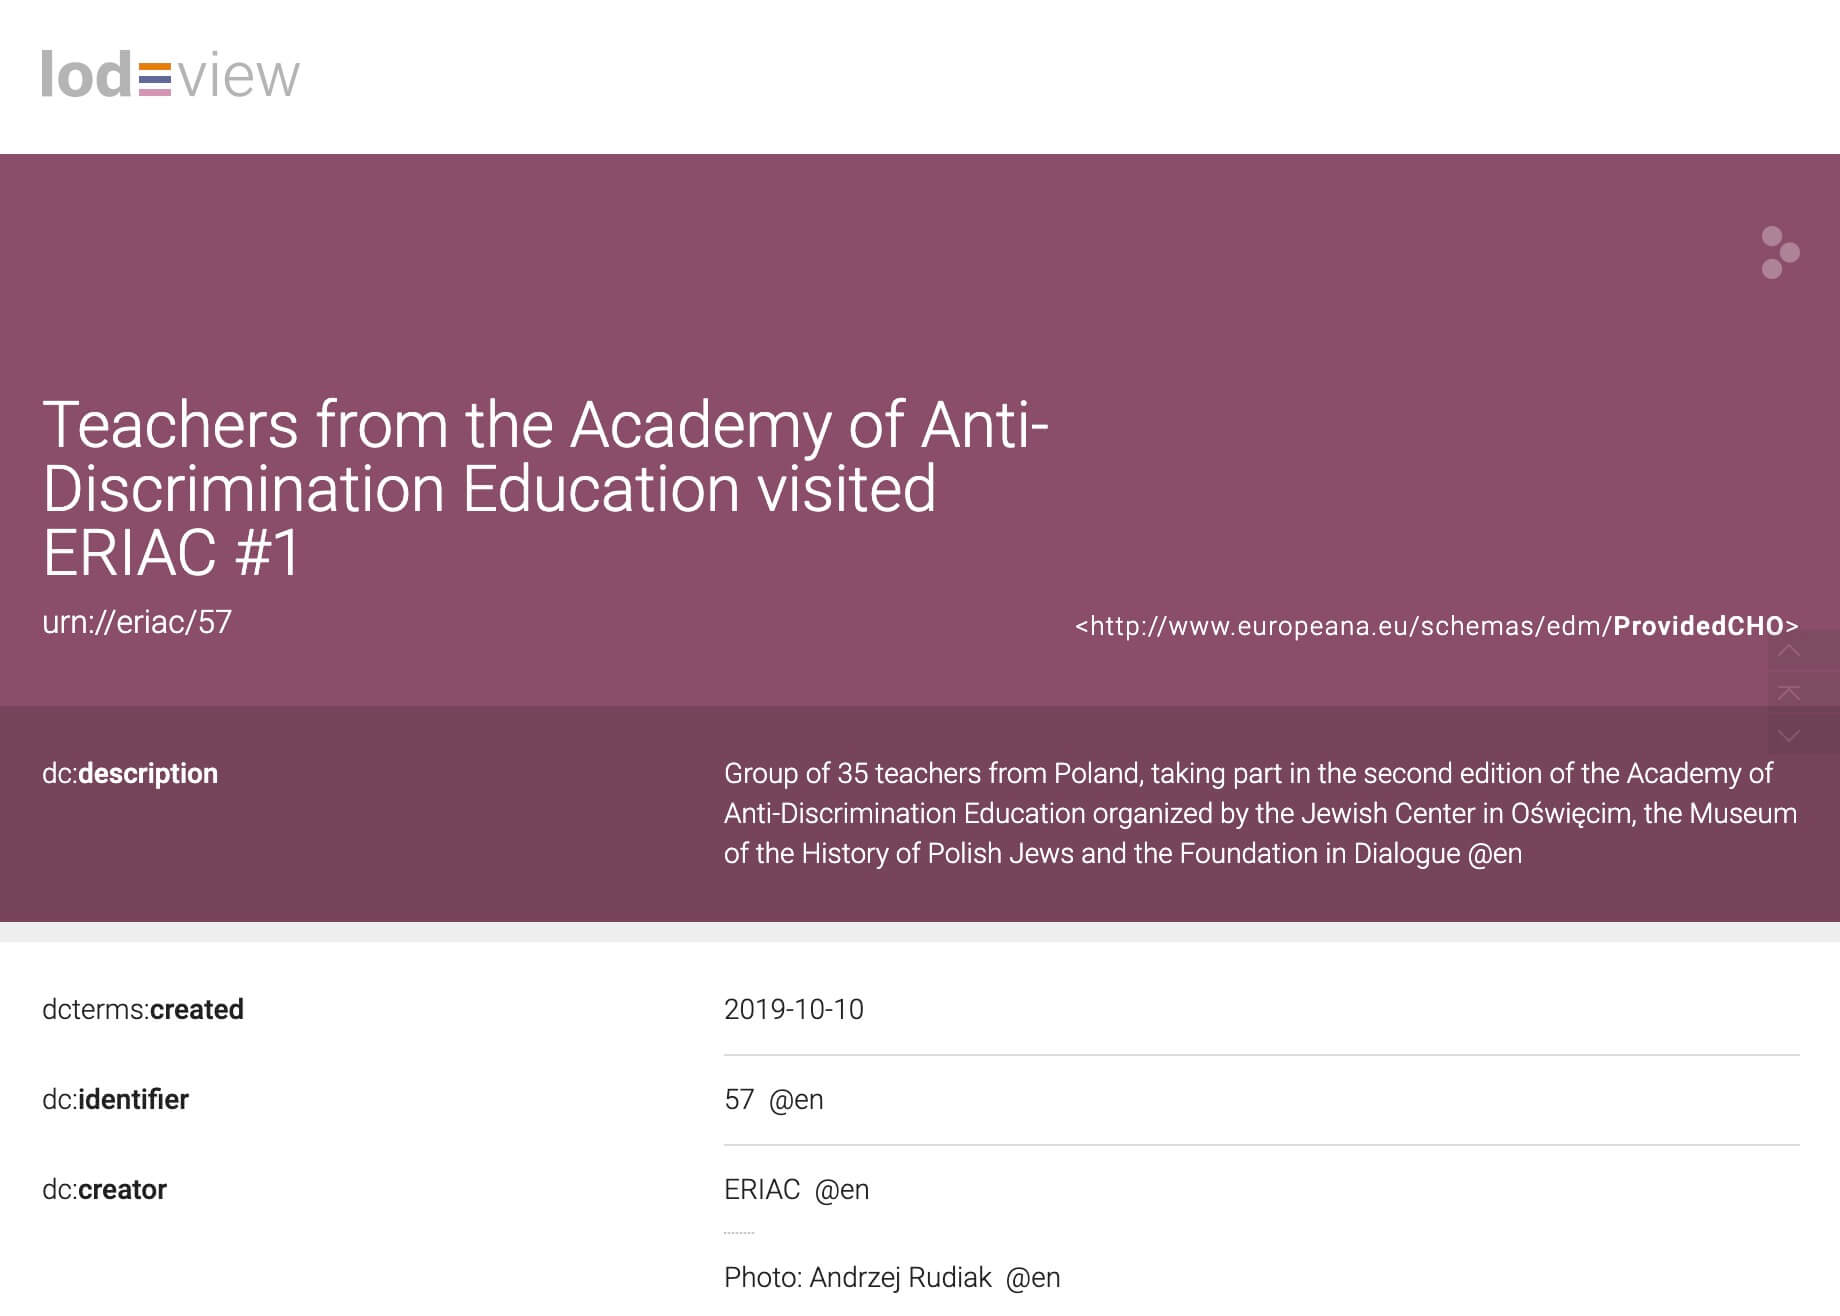 lodview
Teachers from the Academy of Anti-
Discrimination Education visited
ERIAC #1
urn://eriac/57
<http://www.europeana.eu/schemas/edm/ProvidedCHO>
dc:description
Group of 35 teachers from Poland, taking part in the second edition of the Academy of
Anti-Discrimination Education organized by the Jewish Center in Oświęcim, the Museum
of the History of Polish Jews and the Foundation in Dialogue @en
dcterms:created
2019-10-10
dc:identifier
57 @en
dc:creator
ERIAC @en
Photo: Andrzej Rudiak @en